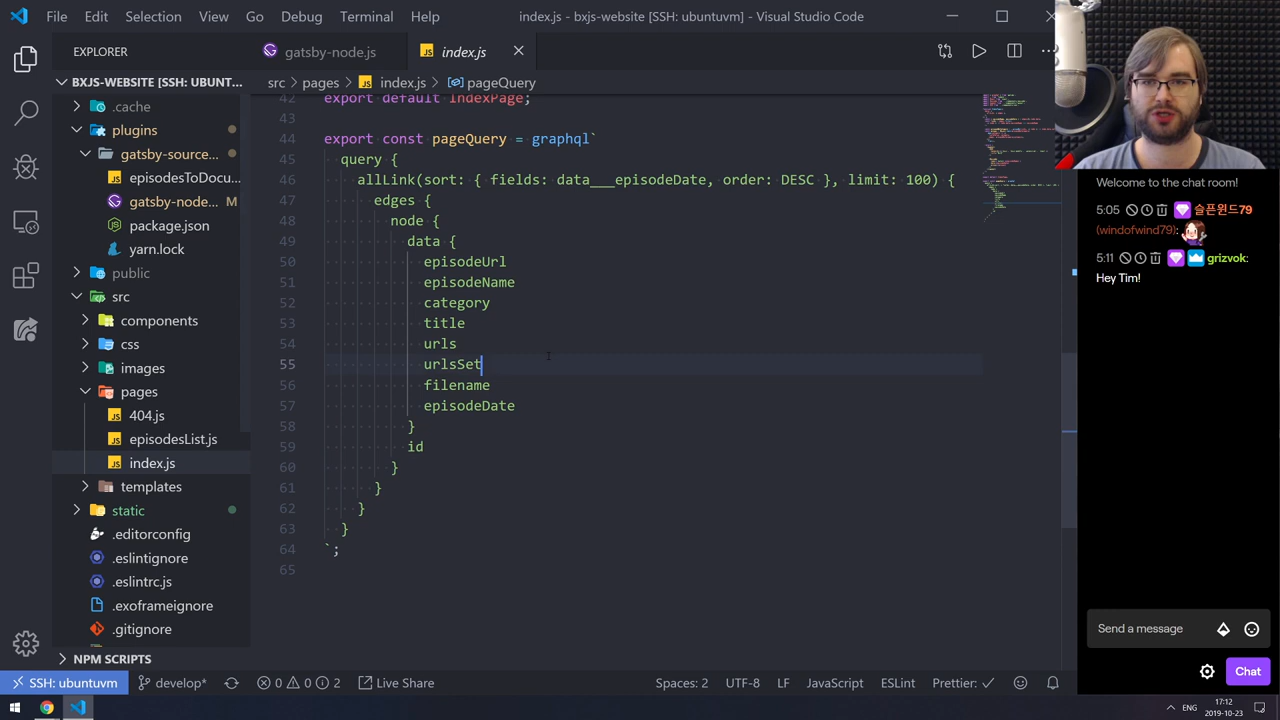 File Edit Selection View Go Debug Terminal Help
index.js - bxjs-website [SSH: ubuntuvm] - Visual Studio Code
EXPLORER
BXJS-WEBSITE [SSH: UBUNTUVM...
.cache
plugins
gatsby-source...
episodesToDocu...
gatsby-node... M
package.json
yarn.lock
public
src
components
css
images
pages
404.js
episodesList.js
index.js
templates
static
.editorconfig
.eslintignore
.eslintrc.js
.exoframeignore
.gitignore
NPM SCRIPTS
gatsby-node.js
index.js
src > pages > index.js > pageQuery
42 export default IndexPage;
43
44 export const pageQuery = graphql`
45 query {
46 allLink(sort: { fields: data___episodeDate, order: DESC }, limit: 100) {
47 edges {
48 node {
49 data {
50 episodeUrl
51 episodeName
52 category
53 title
54 urls
55 urlsSet
56 filename
57 episodeDate
58 }
59 id
60 }
61 }
62 }
63 }
64 `;
65
Welcome to the chat room!
5:05 슬픈윈드79
(windofwind79):
5:11 grizvok:
Hey Tim!
Send a message
Chat
SSH: ubuntuvm
develop*
0 0 2
Live Share
Spaces: 2
UTF-8
LF
JavaScript
ESLint
Prettier: ✓
ENG
17:12
2019-10-23